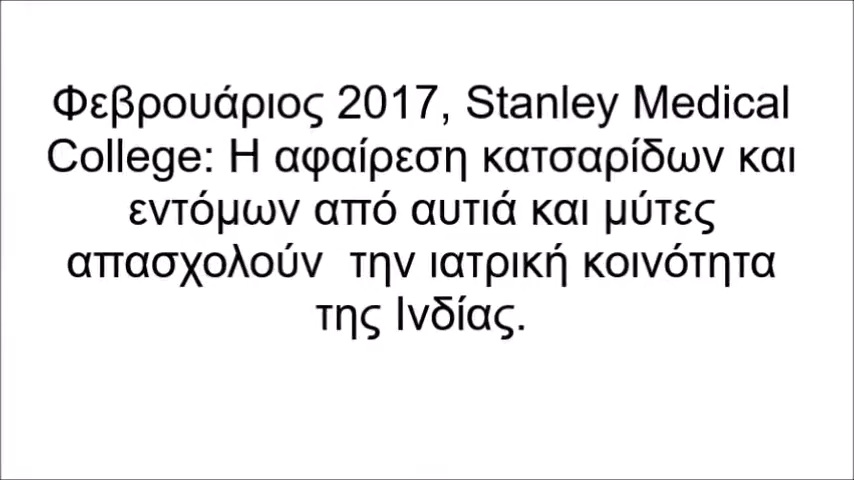 Φεβρουάριος 2017, Stanley Medical
College: Η αφαίρεση κατσαρίδων και
εντόμων από αυτιά και μύτες
απασχολούν  την ιατρική κοινότητα
της Ινδίας.